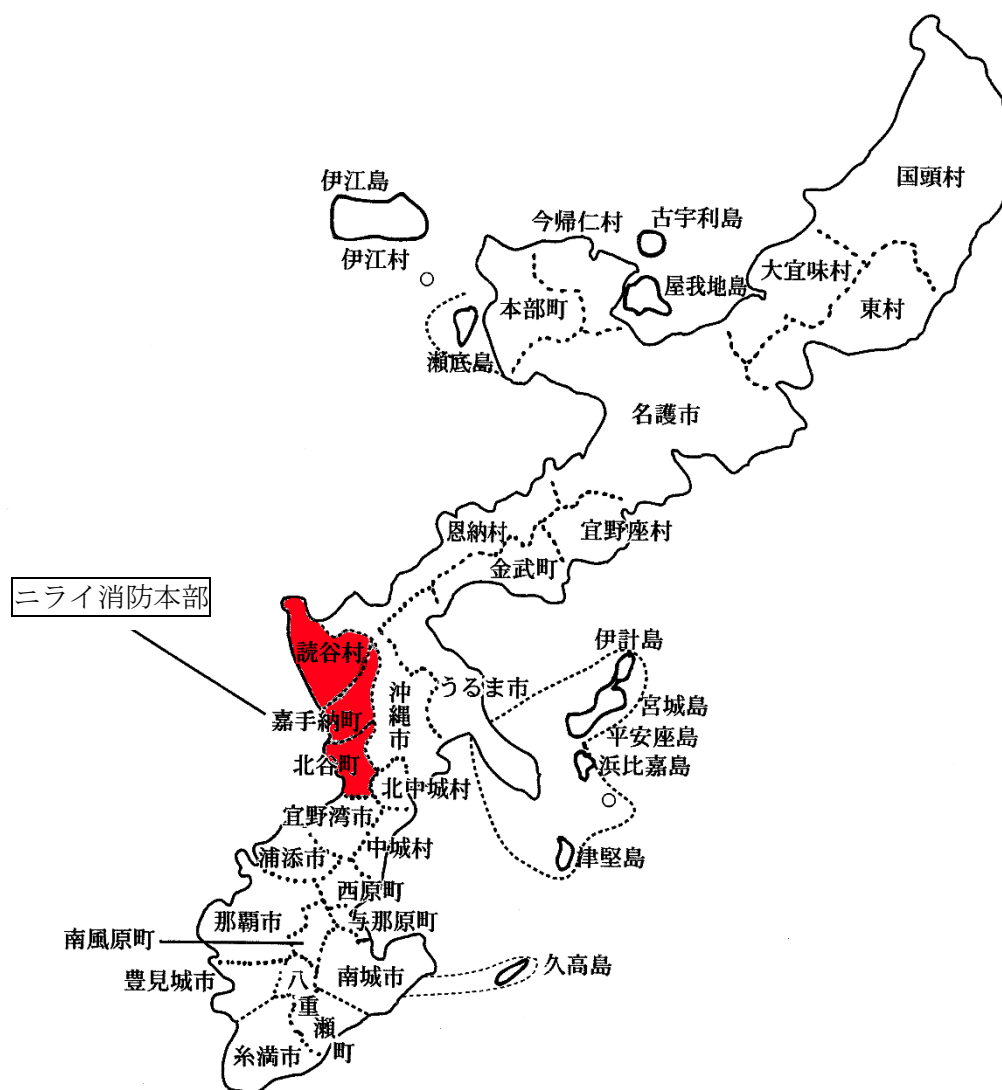 国頭村
伊江島
今帰仁村
古宇利島
伊江村
大宜味村
屋我地島
本部町
東村
瀬底島
名護市
恩納村
宜野座村
金武町
ニライ消防本部
読谷村
伊計島
うるま市
沖縄市
宮城島
嘉手納町
平安座島
北谷町
浜比嘉島
北中城村
宜野湾市
中城村
浦添市
津堅島
西原町
那覇市
与那原町
南風原町
久高島
豊見城市
南城市
八重瀬町
糸満市